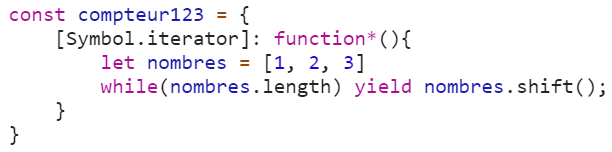 const compteur123 = {
    [Symbol.iterator]: function*(){
        let nombres = [1, 2, 3]
        while(nombres.length) yield nombres.shift();
    }
}